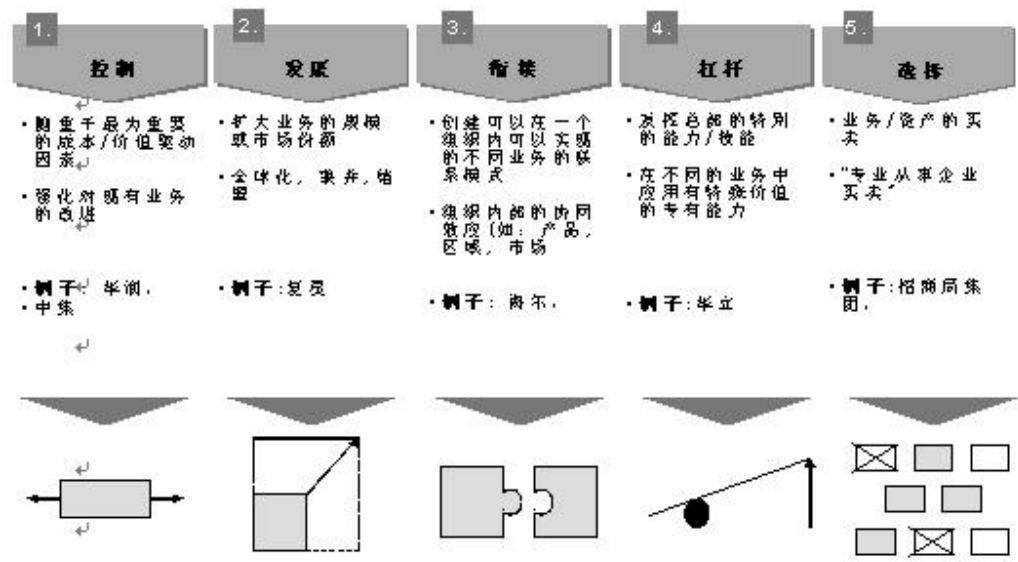 1.
控制
・侧重于最为重要
的成本/价值驱动
因素
・强化对现有业务
的改进
・例子: 华润,
・中集
2.
发展
・扩大业务的规模
或市场份额
・全球化, 兼并,结
盟
・例子:复星
3.
衔接
・创建可以在一个
组织内可以实现
的不同业务的联
系模式
・组织内部的协同
效应(如: 产品,
区域, 市场
・例子: 海尔,
4.
杠杆
・发挥总部的特别
的能力/技能
・在不同的业务中
应用有特殊价值
的专有能力
・例子:华立
5.
选择
・业务/资产的买
卖
・"专业从事企业
买卖"
・例子:招商局集
团,